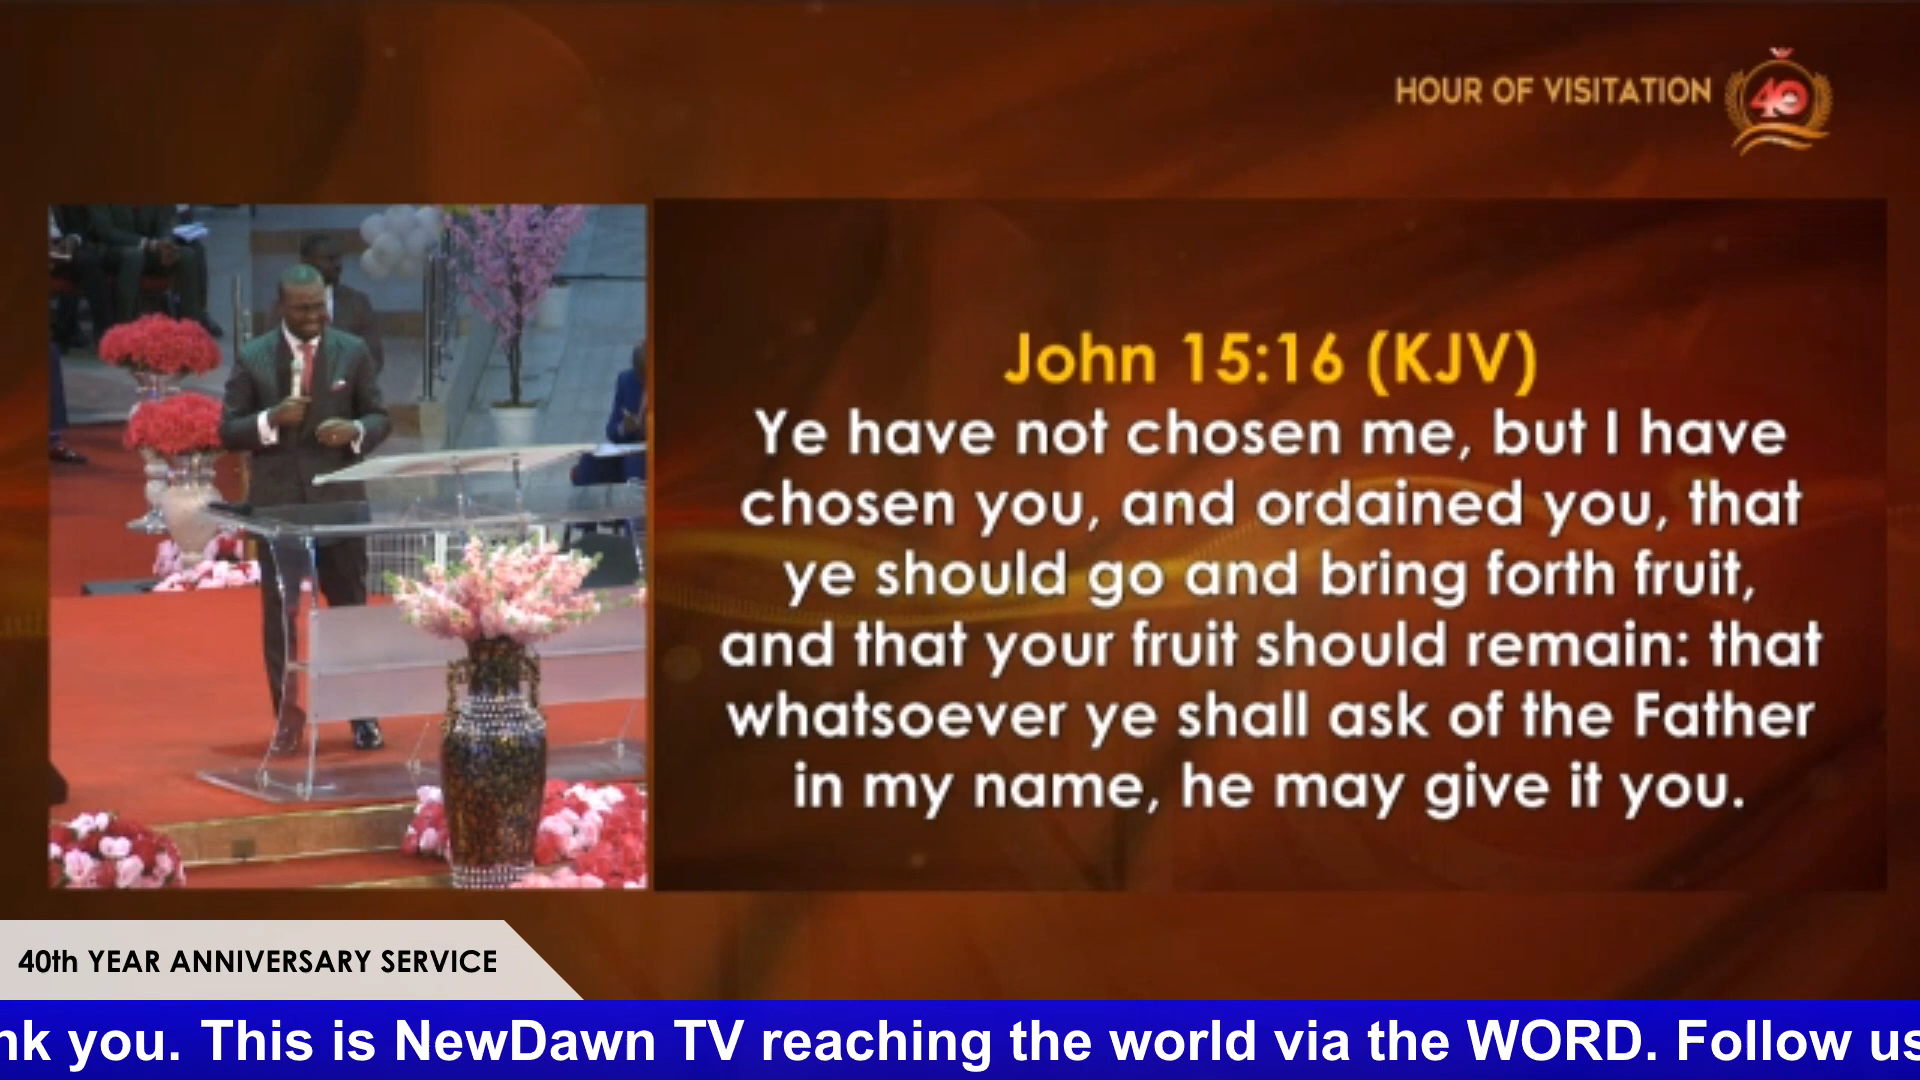 HOUR OF VISITATION
40
John 15:16 (KJV)
Ye have not chosen me, but I have
chosen you, and ordained you, that
ye should go and bring forth fruit,
and that your fruit should remain: that
whatsoever ye shall ask of the Father
in my name, he may give it you.
40th YEAR ANNIVERSARY SERVICE
nk you. This is NewDawn TV reaching the world via the WORD. Follow us